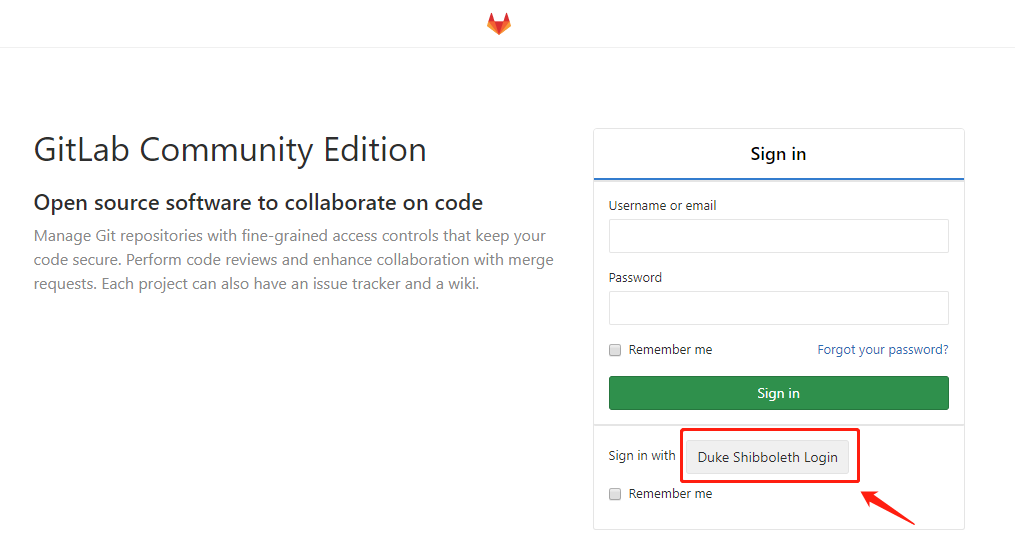 GitLab Community Edition
Open source software to collaborate on code
Manage Git repositories with fine-grained access controls that keep your
code secure. Perform code reviews and enhance collaboration with merge
requests. Each project can also have an issue tracker and a wiki.
Sign in
Username or email
Password
Remember me Forgot your password?
Sign in
Sign in with Duke Shibboleth Login
Remember me